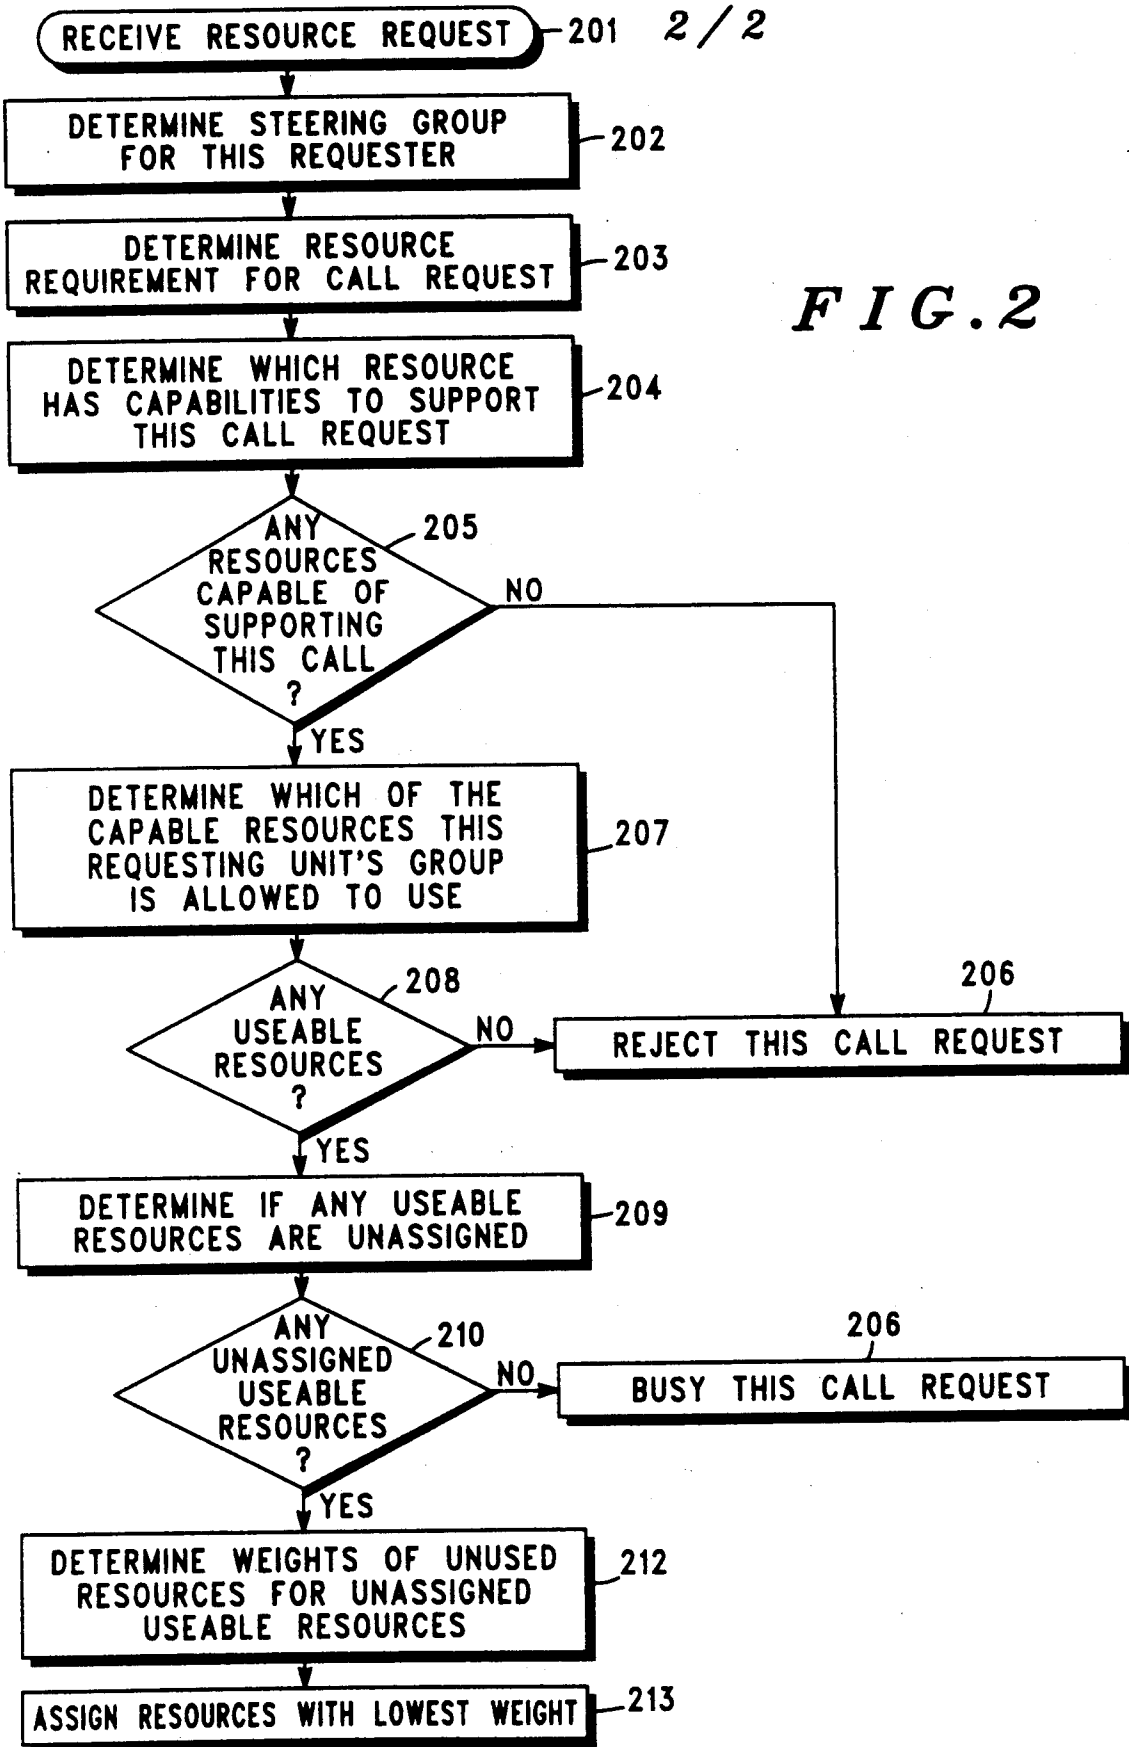 RECEIVE RESOURCE REQUEST
201
2/2
DETERMINE STEERING GROUP
FOR THIS REQUESTER
202
DETERMINE RESOURCE
REQUIREMENT FOR CALL REQUEST
203
FIG.2
DETERMINE WHICH RESOURCE
HAS CAPABILITIES TO SUPPORT
THIS CALL REQUEST
204
ANY
RESOURCES
CAPABLE OF
SUPPORTING
THIS CALL
?
205
NO
YES
DETERMINE WHICH OF THE
CAPABLE RESOURCES THIS
REQUESTING UNIT'S GROUP
IS ALLOWED TO USE
207
ANY
USEABLE
RESOURCES
?
208
NO
206
REJECT THIS CALL REQUEST
YES
DETERMINE IF ANY USEABLE
RESOURCES ARE UNASSIGNED
209
ANY
UNASSIGNED
USEABLE
RESOURCES
?
210
NO
206
BUSY THIS CALL REQUEST
YES
DETERMINE WEIGHTS OF UNUSED
RESOURCES FOR UNASSIGNED
USEABLE RESOURCES
212
ASSIGN RESOURCES WITH LOWEST WEIGHT
213